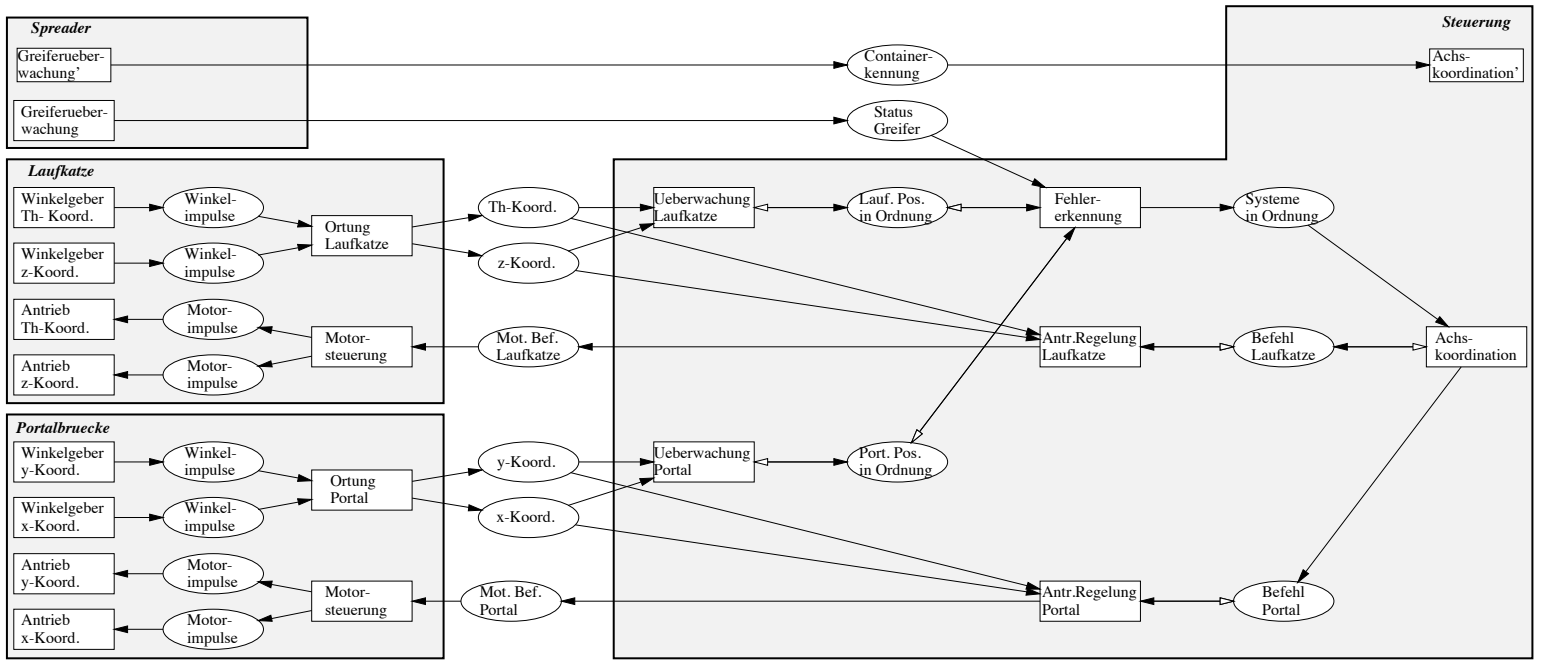 Spreader
Greiferueber-
wachung'
Container-
kennung
Steuerung
Achs-
koordination'
Greiferueber-
wachung
Status
Greifer
Laufkatze
Winkelgeber
Th- Koord.
Winkel-
impulse
Winkelgeber
z-Koord.
Winkel-
impulse
Ortung
Laufkatze
Th-Koord.
z-Koord.
Ueberwachung
Laufkatze
Lauf. Pos.
in Ordnung
Fehler-
erkennung
Systeme
in Ordnung
Antrieb
Th-Koord.
Motor-
impulse
Antrieb
z-Koord.
Motor-
impulse
Motor-
steuerung
Mot. Bef.
Laufkatze
Antr.Regelung
Laufkatze
Befehl
Laufkatze
Achs-
koordination
Portalbruecke
Winkelgeber
y-Koord.
Winkel-
impulse
Winkelgeber
x-Koord.
Winkel-
impulse
Ortung
Portal
y-Koord.
x-Koord.
Ueberwachung
Portal
Port. Pos.
in Ordnung
Antrieb
y-Koord.
Motor-
impulse
Antrieb
x-Koord.
Motor-
impulse
Motor-
steuerung
Mot. Bef.
Portal
Antr.Regelung
Portal
Befehl
Portal